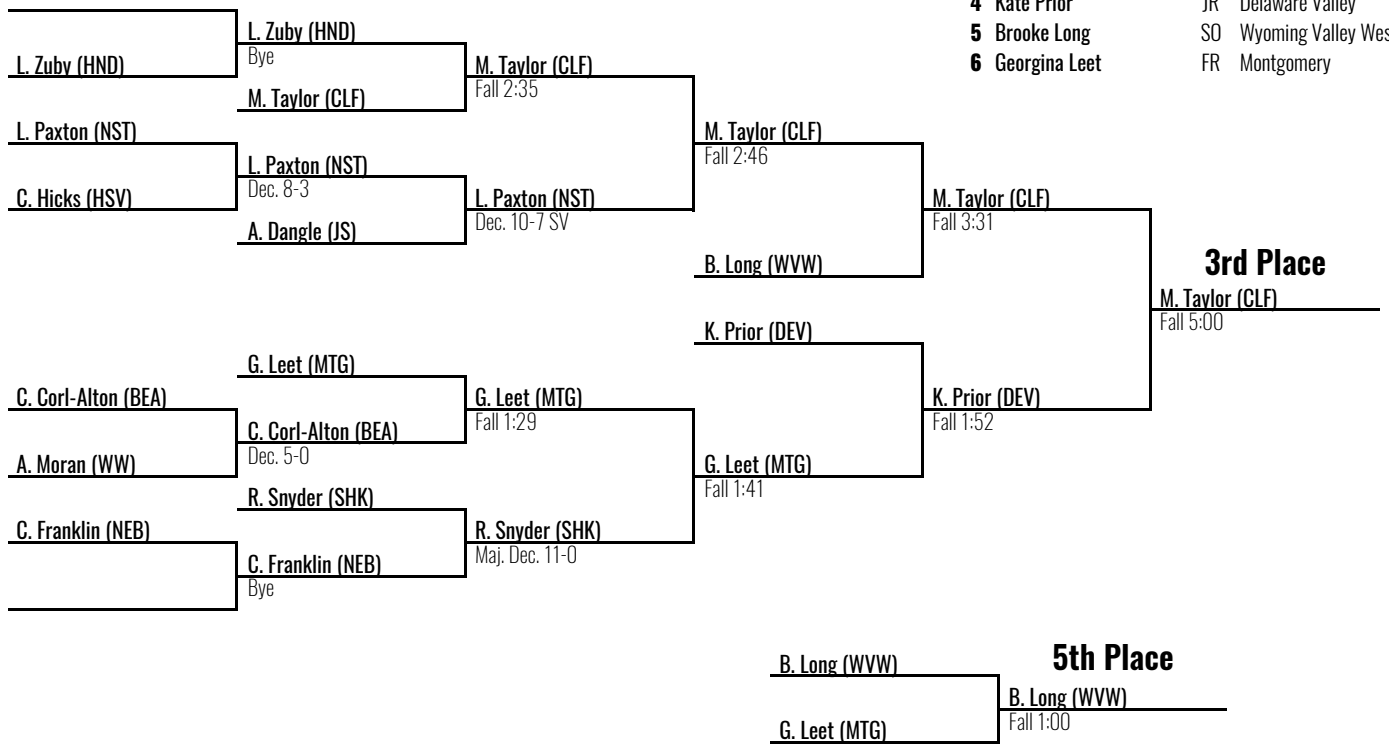 4 Kate Prior JR Delaware Valley
5 Brooke Long SO Wyoming Valley Wes
6 Georgina Leet FR Montgomery
L. Zuby (HND)
Bye
L. Zuby (HND)
M. Taylor (CLF)
Fall 2:35
M. Taylor (CLF)
L. Paxton (NST)
M. Taylor (CLF)
Fall 2:46
L. Paxton (NST)
Dec. 8-3
C. Hicks (HSV)
L. Paxton (NST)
Dec. 10-7 SV
M. Taylor (CLF)
Fall 3:31
A. Dangle (JS)
B. Long (WVW)
3rd Place
M. Taylor (CLF)
Fall 5:00
K. Prior (DEV)
G. Leet (MTG)
C. Corl-Alton (BEA)
G. Leet (MTG)
Fall 1:29
K. Prior (DEV)
Fall 1:52
C. Corl-Alton (BEA)
Dec. 5-0
A. Moran (WW)
G. Leet (MTG)
Fall 1:41
R. Snyder (SHK)
C. Franklin (NEB)
R. Snyder (SHK)
Maj. Dec. 11-0
C. Franklin (NEB)
Bye
5th Place
B. Long (WVW)
B. Long (WVW)
Fall 1:00
G. Leet (MTG)